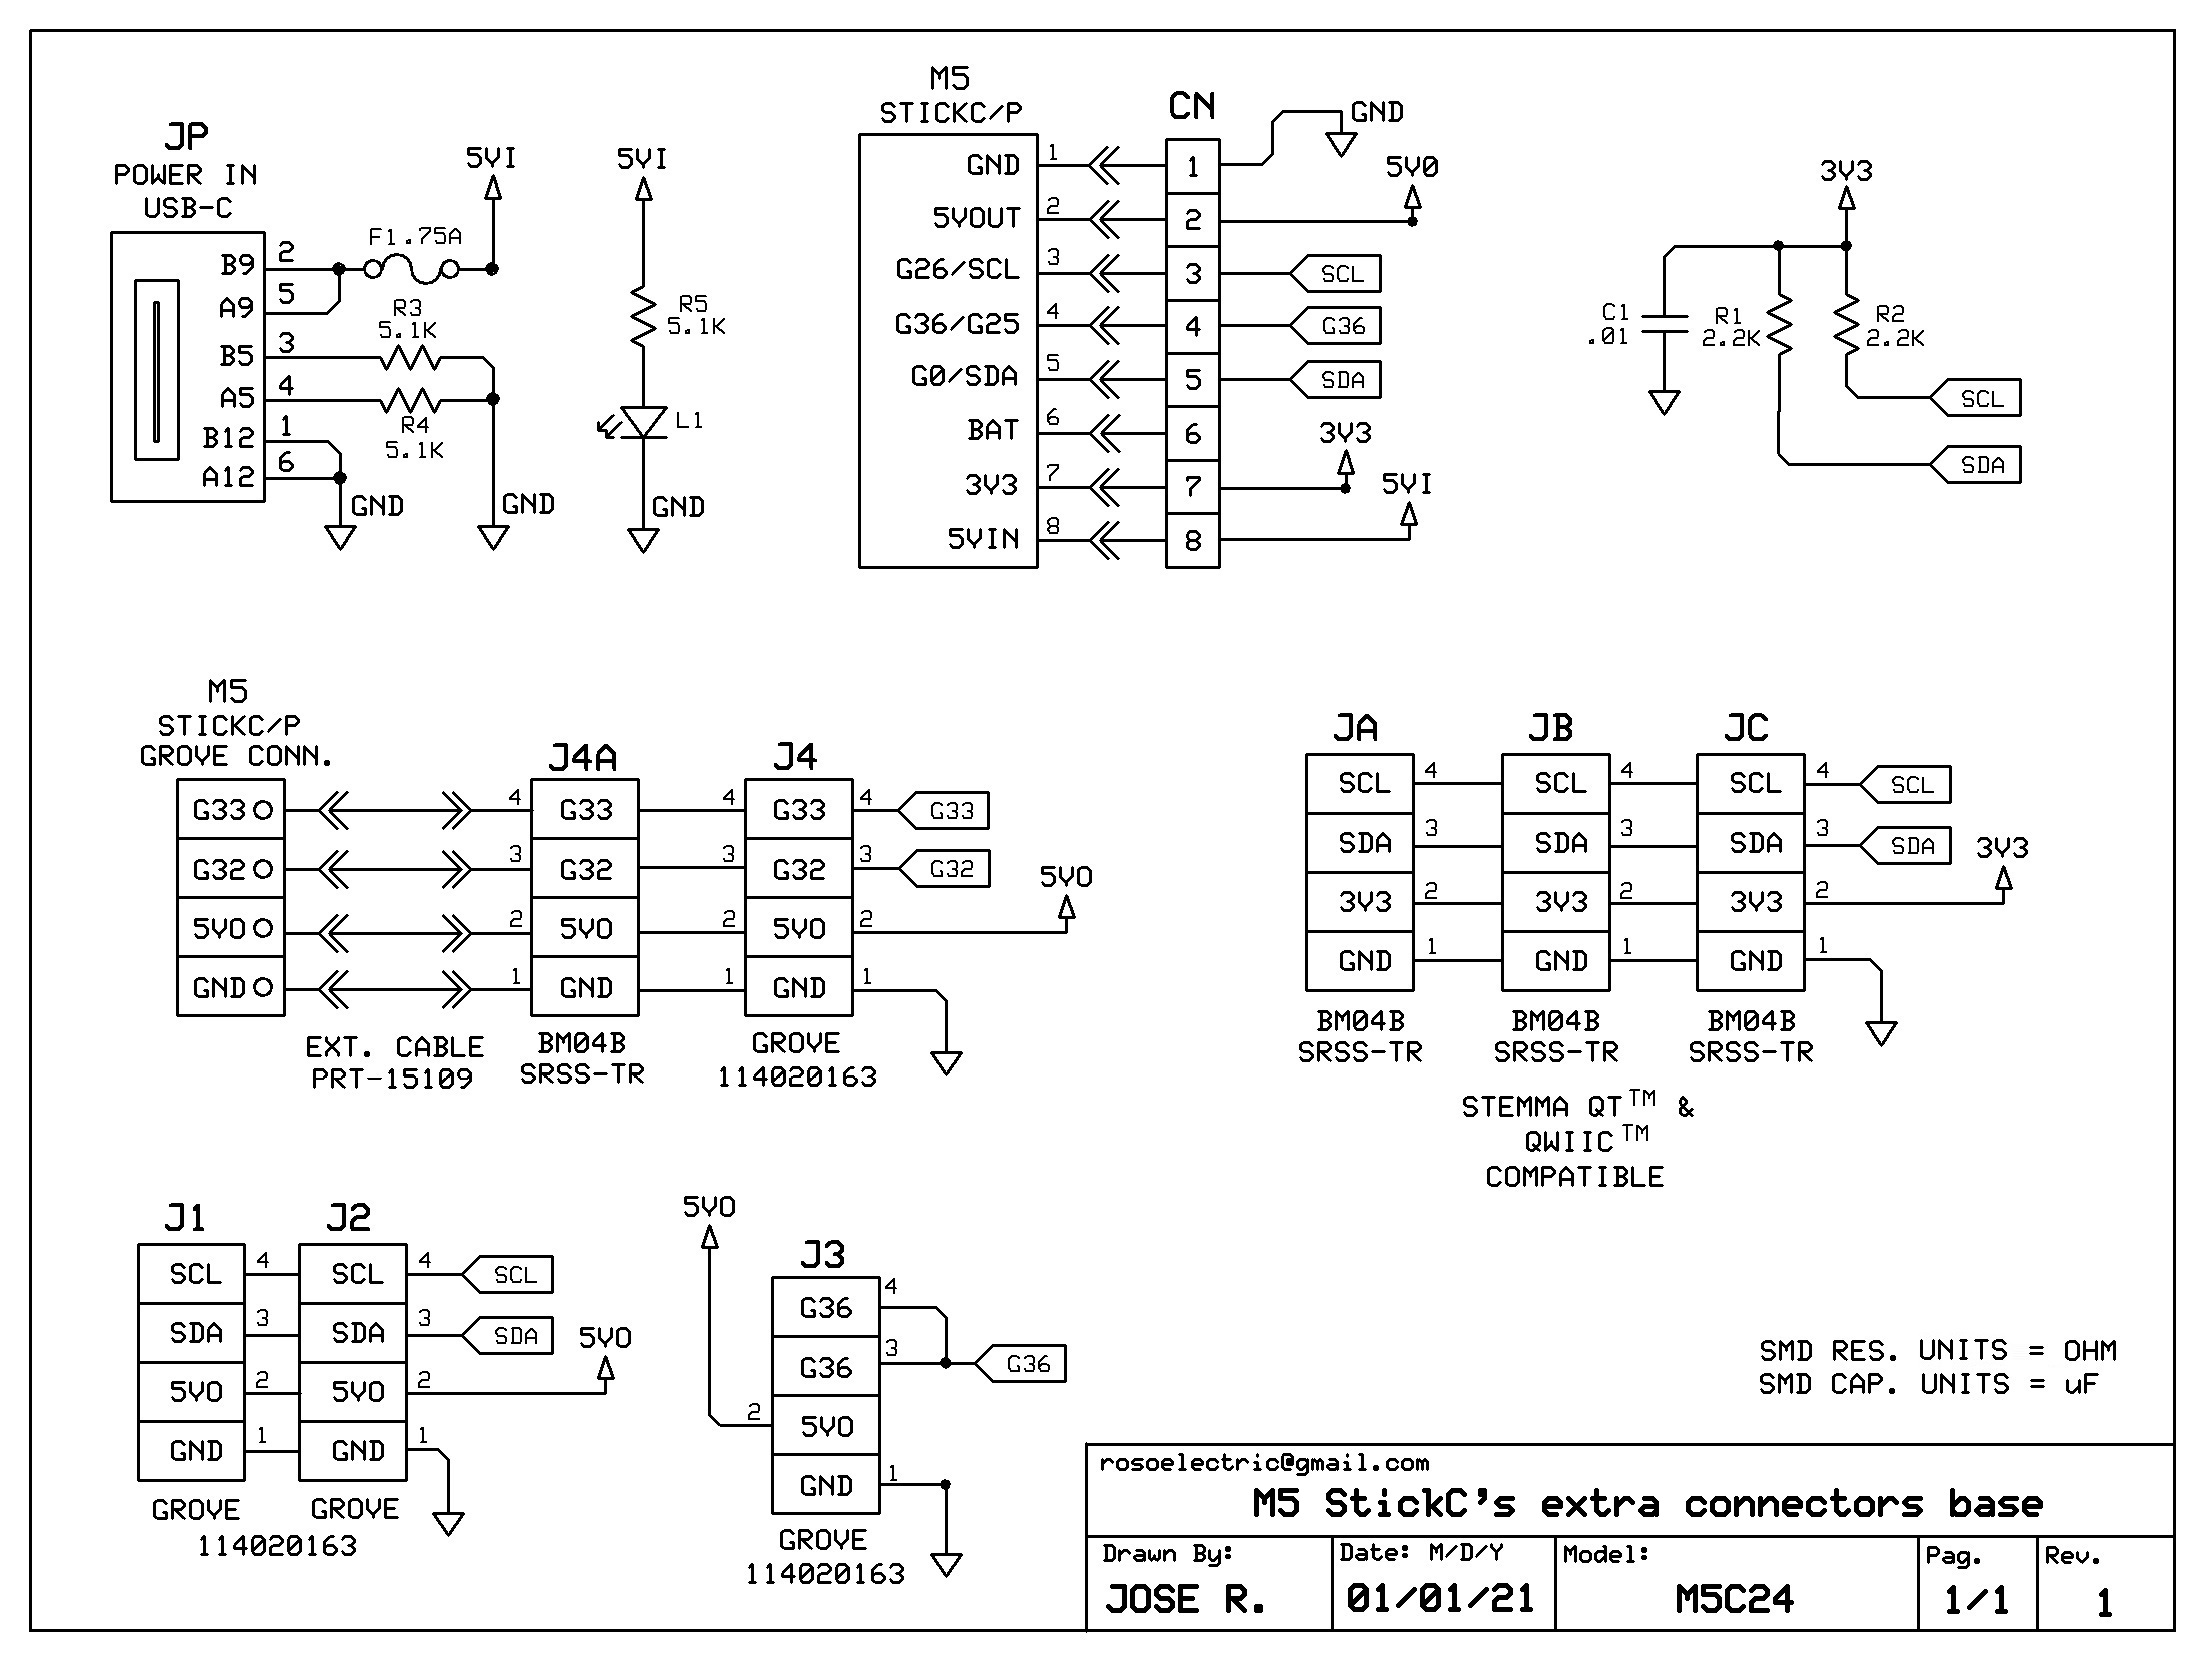 JP
POWER IN
USB-C
B9 2
A9 5
B5 3
A5 4
B12 1
A12 6
F1.75A
5VI
R3
5.1K
R4
5.1K
GND
GND
5VI
R5
5.1K
L1
GND
M5
STICKC/P
CN
GND 1 1 GND
5VOUT 2 2 5V0
G26/SCL 3 3 SCL
G36/G25 4 4 G36
G0/SDA 5 5 SDA
BAT 6 6
3V3 7 7 3V3
5VIN 8 8 5VI
3V3
C1
.01
R1
2.2K
R2
2.2K
SCL
SDA
M5
STICKC/P
GROVE CONN.
J4A
J4
G33 4 G33 4 G33 4 G33
G32 3 G32 3 G32 3 G32
5VO 2 5VO 2 5VO 2 5VO
GND 1 GND 1 GND 1
EXT. CABLE
PRT-15109
BM04B
SRSS-TR
GROVE
114020163
JA JB JC
SCL 4 SCL 4 SCL 4 SCL
SDA 3 SDA 3 SDA 3 SDA
3V3 2 3V3 2 3V3 2 3V3
GND 1 GND 1 GND 1
BM04B BM04B BM04B
SRSS-TR SRSS-TR SRSS-TR
STEMMA QT™ &
QWIIC™
COMPATIBLE
J1 J2
SCL 4 SCL 4 SCL
SDA 3 SDA 3 SDA
5VO 2 5VO 2 5VO
GND 1 GND 1
GROVE GROVE
114020163
5VO
J3
G36 4
G36 3 G36
2 5VO
GND 1
GROVE
114020163
SMD RES. UNITS = OHM
SMD CAP. UNITS = uF
rosoelectric@gmail.com
M5 StickC's extra connectors base
Drawn By: Date: M/D/Y Model: Pag. Rev.
JOSE R. 01/01/21 M5C24 1/1 1